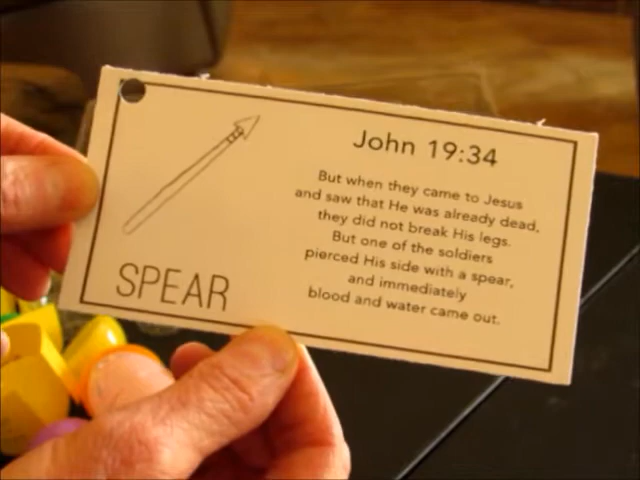 John 19:34
But when they came to Jesus
and saw that He was already dead,
they did not break His legs.
But one of the soldiers
pierced His side with a spear,
and immediately
blood and water came out.
SPEAR